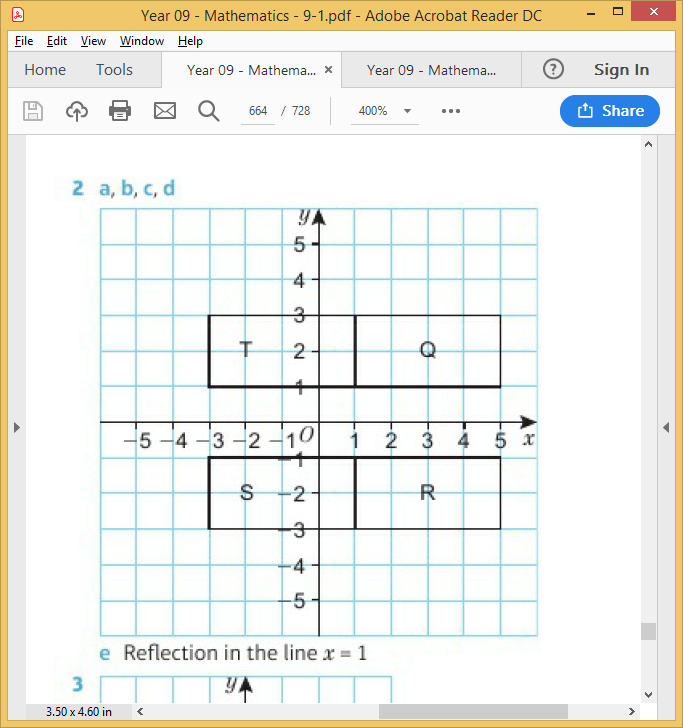 Year 09 - Mathematics - 9-1.pdf - Adobe Acrobat Reader DC
File Edit View Window Help
Home Tools Year 09 - Mathema... × Year 09 - Mathema... ? Sign In
664 / 728 400% Share
2 a, b, c, d
y
5
4
3
T 2 Q
1
-5 -4 -3 -2 -1 O 1 2 3 4 5 x
-1
S -2 R
-3
-4
-5
e Reflection in the line x = 1
3 y
3.50 x 4.60 in